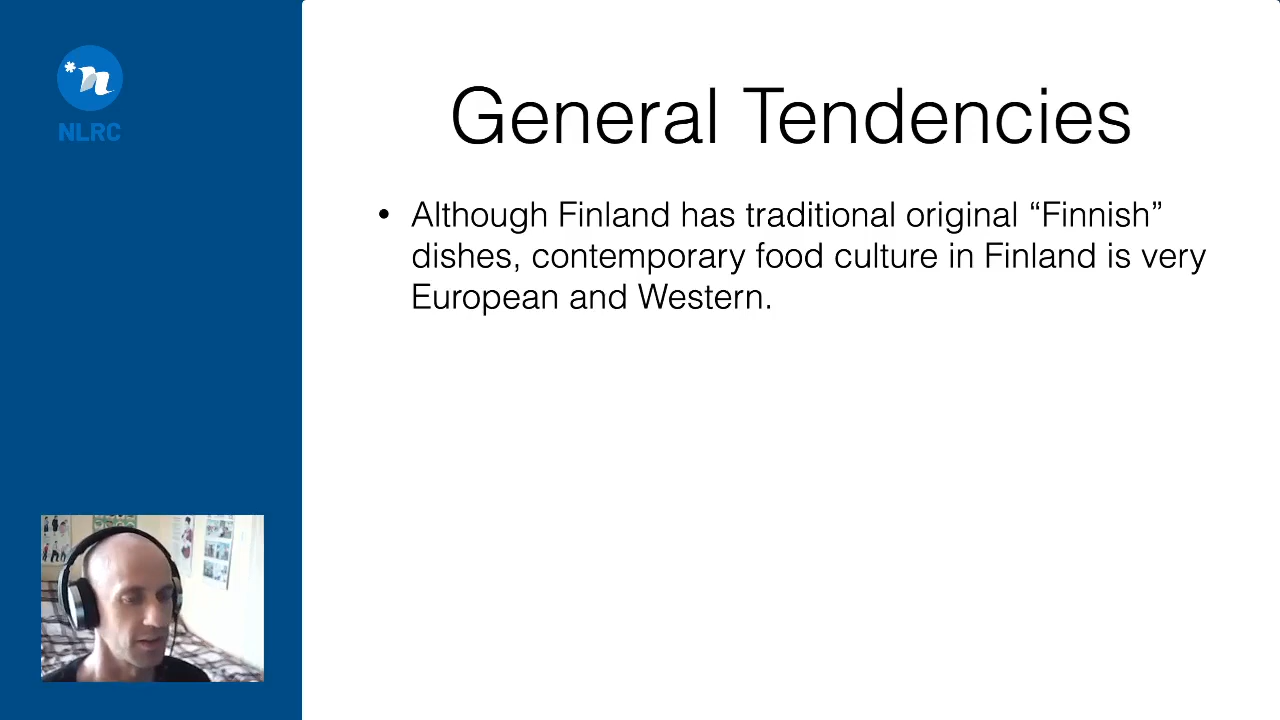 NLRC
General Tendencies
• Although Finland has traditional original “Finnish”
dishes, contemporary food culture in Finland is very
European and Western.